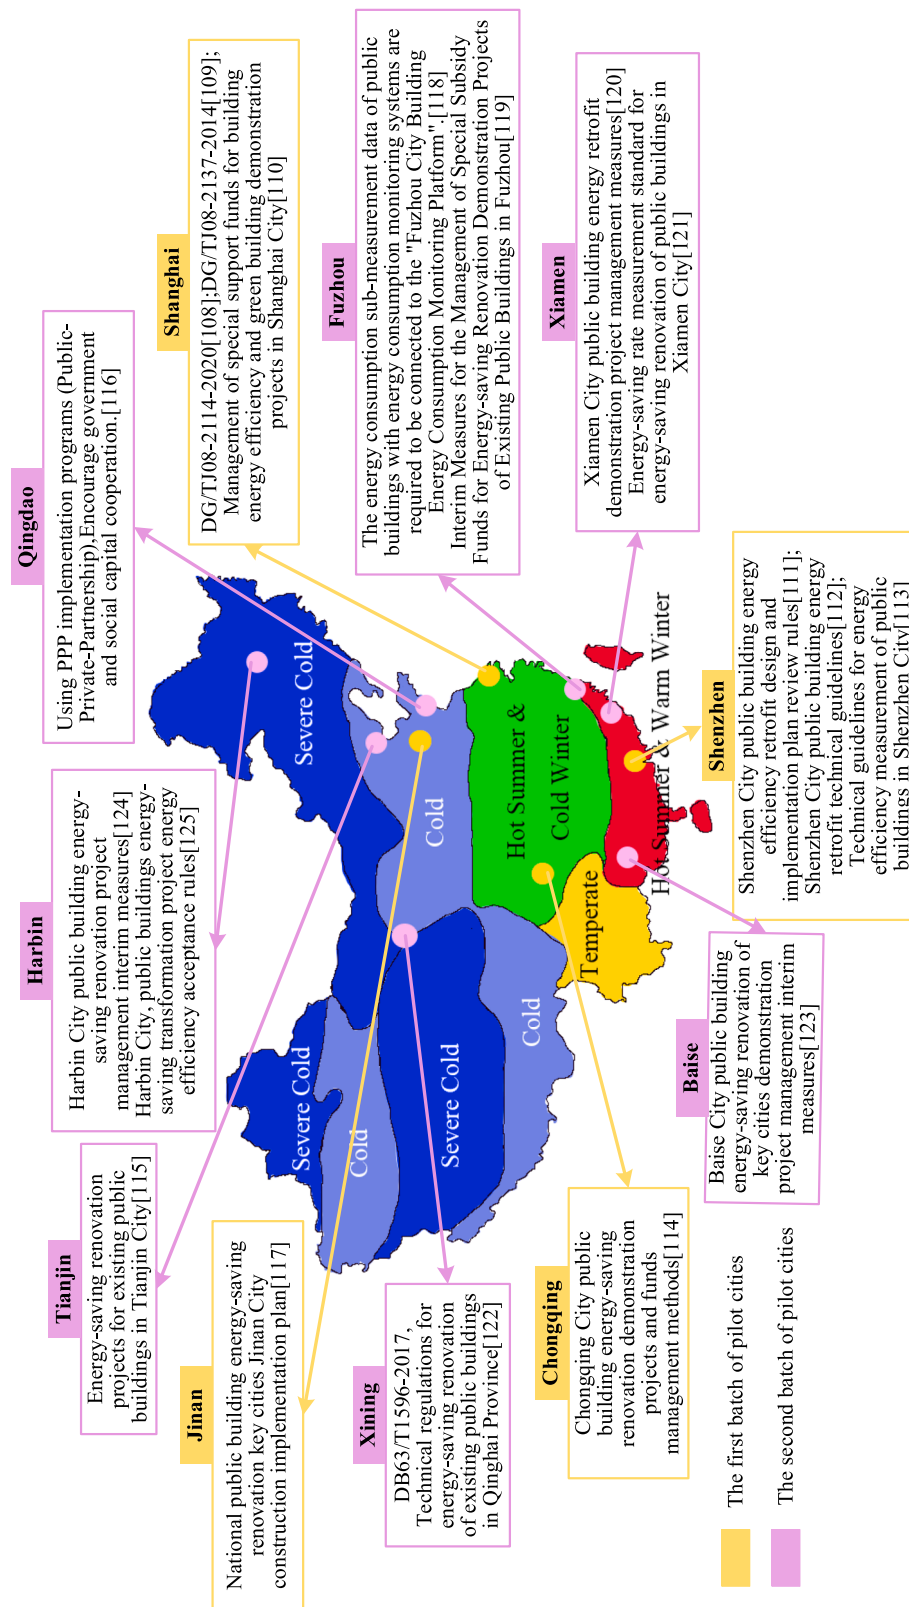 Tianjin
Energy-saving renovation
projects for existing public
buildings in Tianjin City[115]
Harbin
Harbin City public building energy-
saving renovation project
management interim measures[124]
Harbin City, public buildings energy-
saving transformation project energy
efficiency acceptance rules[125]
Qingdao
Using PPP implementation programs (Public-
Private-Partnership),Encourage government
and social capital cooperation.[116]
Jinan
National public building energy-saving
renovation key cities Jinan City
construction implementation plan[117]
Shanghai
DG/TJ08-2114-2020[108];DG/TJ08-2137-2014[109];
Management of special support funds for building
energy efficiency and green building demonstration
projects in Shanghai City[110]
Xining
DB63/T1596-2017,
Technical regulations for
energy-saving renovation
of existing public buildings
in Qinghai Province[122]
Fuzhou
The energy consumption sub-measurement data of public
buildings with energy consumption monitoring systems are
required to be connected to the "Fuzhou City Building
Energy Consumption Monitoring Platform".[118]
Interim Measures for the Management of Special Subsidy
Funds for Energy-saving Renovation Demonstration Projects
of Existing Public Buildings in Fuzhou[119]
Severe Cold
Cold
Severe Cold
Cold
Severe Cold
Cold
Hot Summer &
Cold Winter
Temperate
Hot Summer & Warm Winter
Xiamen
Xiamen City public building energy retrofit
demonstration project management measures[120]
Energy-saving rate measurement standard for
energy-saving renovation of public buildings in
Xiamen City[121]
Chongqing
Chongqing City public
building energy-saving
renovation demonstration
projects and funds
management methods[114]
Baise
Baise City public building
energy-saving renovation of
key cities demonstration
project management interim
measures[123]
Shenzhen
Shenzhen City public building energy
efficiency retrofit design and
implementation plan review rules[111];
Shenzhen City public building energy
retrofit technical guidelines[112];
Technical guidelines for energy
efficiency measurement of public
buildings in Shenzhen City[113]
The first batch of pilot cities
The second batch of pilot cities